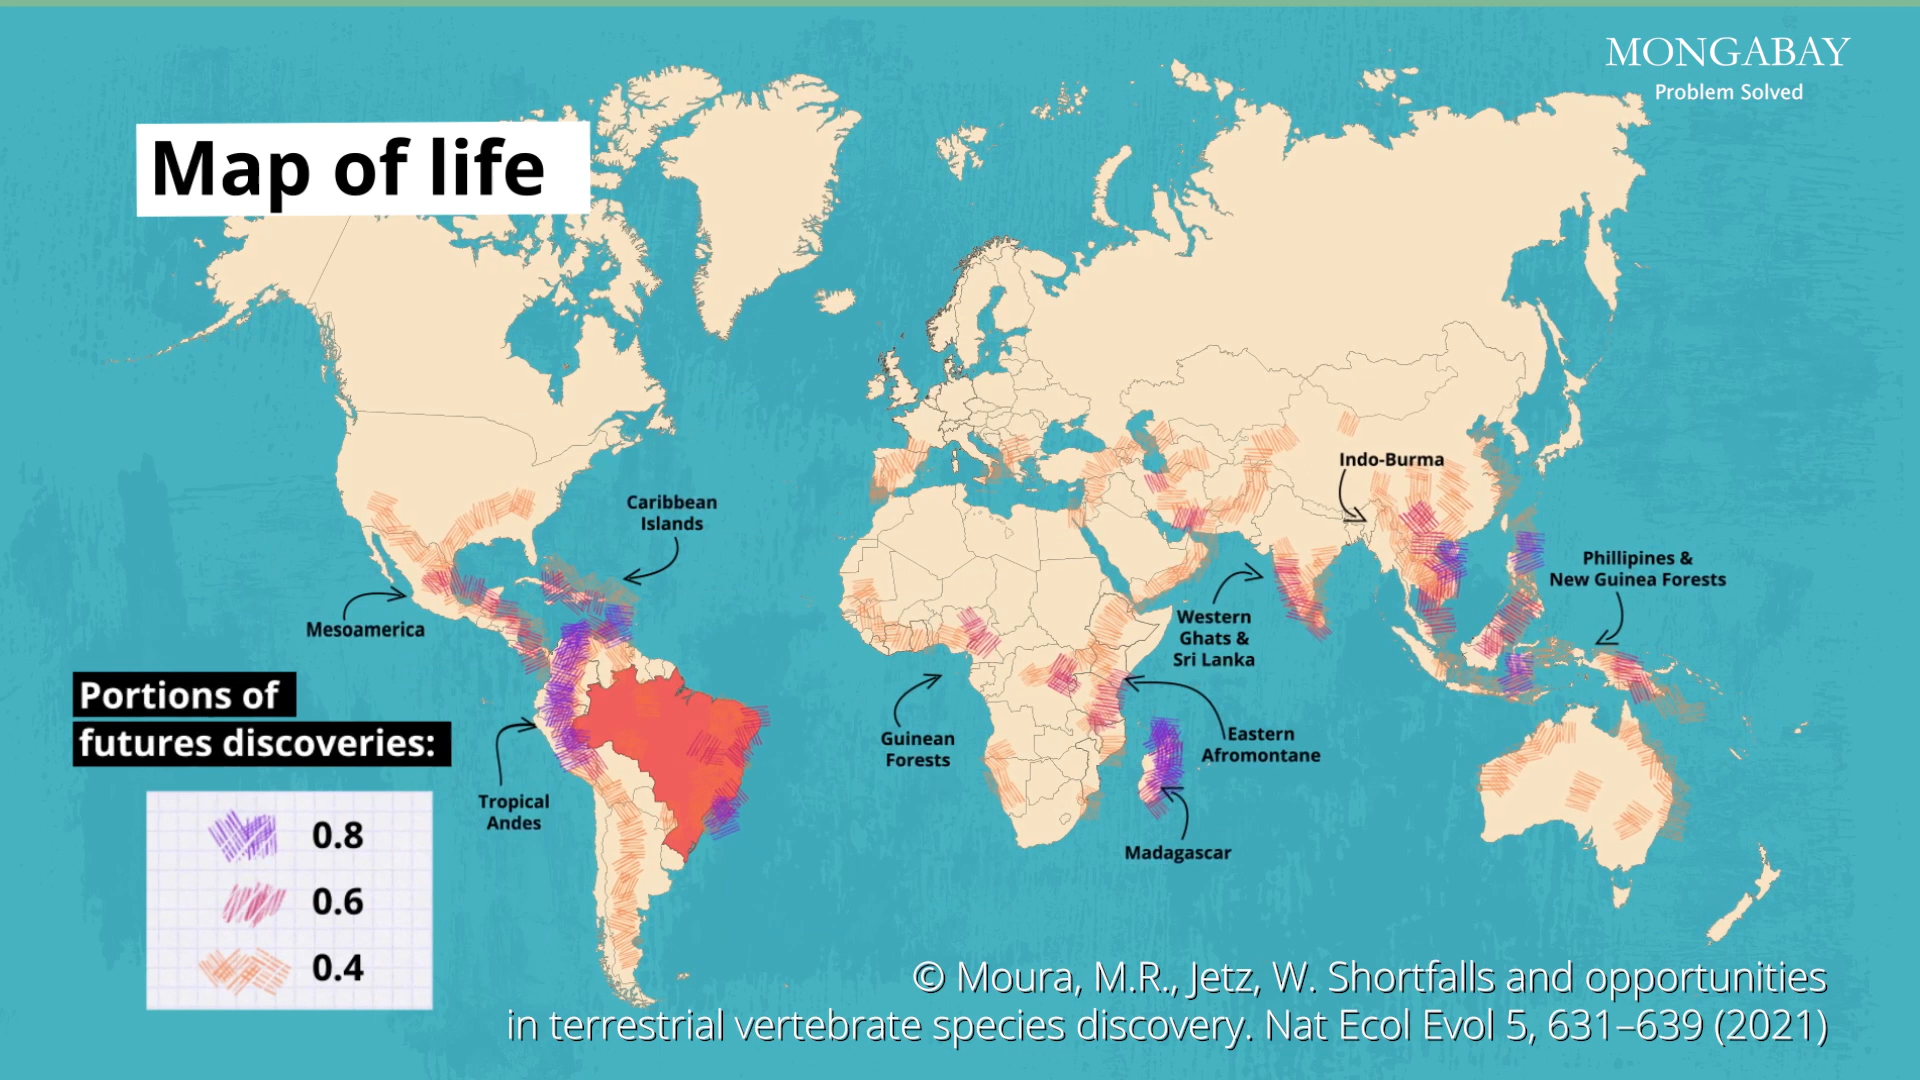 MONGABAY
Problem Solved
Map of life
Indo-Burma
Caribbean
Islands
Phillipines &
New Guinea Forests
Mesoamerica
Western
Ghats &
Sri Lanka
Portions of
futures discoveries:
Guinean
Forests
Eastern
Afromontane
Tropical
Andes
Madagascar
0.8
0.6
0.4
© Moura, M.R., Jetz, W. Shortfalls and opportunities
in terrestrial vertebrate species discovery. Nat Ecol Evol 5, 631–639 (2021)